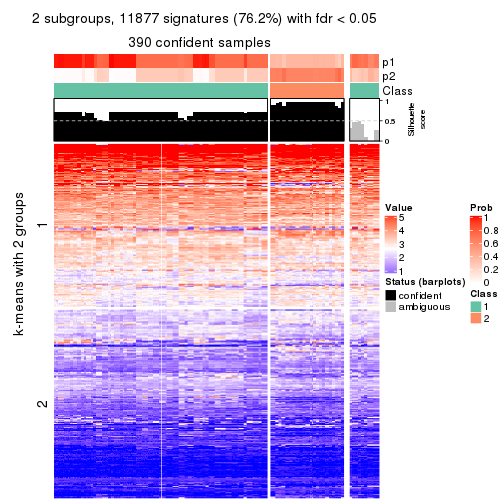 2 subgroups, 11877 signatures (76.2%) with fdr < 0.05
390 confident samples
p1
p2
Class
1
0.5
0
Silhouette
score
k-means with 2 groups
1
2
Value
5
4
3
2
1
Status (barplots)
confident
ambiguous
Prob
1
0.8
0.6
0.4
0.2
0
Class
1
2